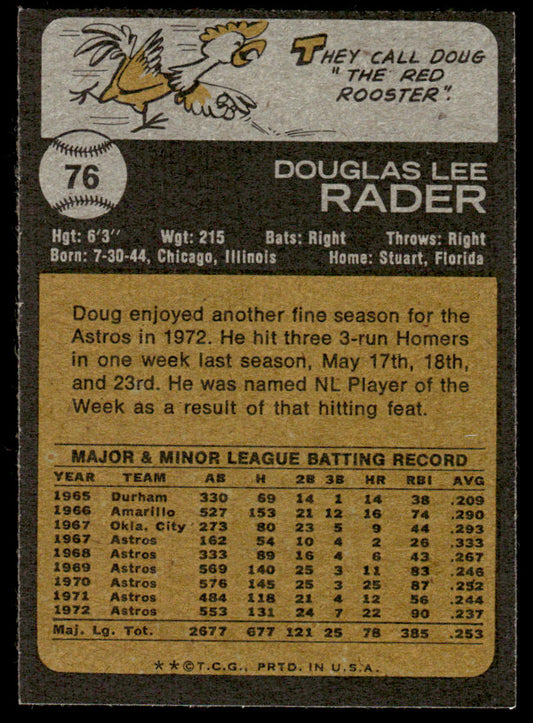 THEY CALL DOUG
"THE RED
ROOSTER".
76
DOUGLAS LEE
RADER
Hgt: 6'3" Wgt: 215 Bats: Right Throws: Right
Born: 7-30-44, Chicago, Illinois Home: Stuart, Florida
Doug enjoyed another fine season for the
Astros in 1972. He hit three 3-run Homers
in one week last season, May 17th, 18th,
and 23rd. He was named NL Player of the
Week as a result of that hitting feat.
MAJOR & MINOR LEAGUE BATTING RECORD
YEAR TEAM AB H 2B 3B HR RBI AVG
1965 Durham 330 69 14 1 14 38 .209
1966 Amarillo 527 153 21 12 16 74 .290
1967 Okla. City 273 80 23 5 9 44 .293
1967 Astros 162 54 10 4 2 26 .333
1968 Astros 333 89 16 4 6 43 .267
1969 Astros 569 140 25 3 11 83 .246
1970 Astros 576 145 25 3 25 87 .252
1971 Astros 484 118 21 4 12 56 .244
1972 Astros 553 131 24 7 22 90 .237
Maj. Lg. Tot. 2677 677 121 25 78 385 .253
**©T.C.G., PRTD. IN U.S.A.